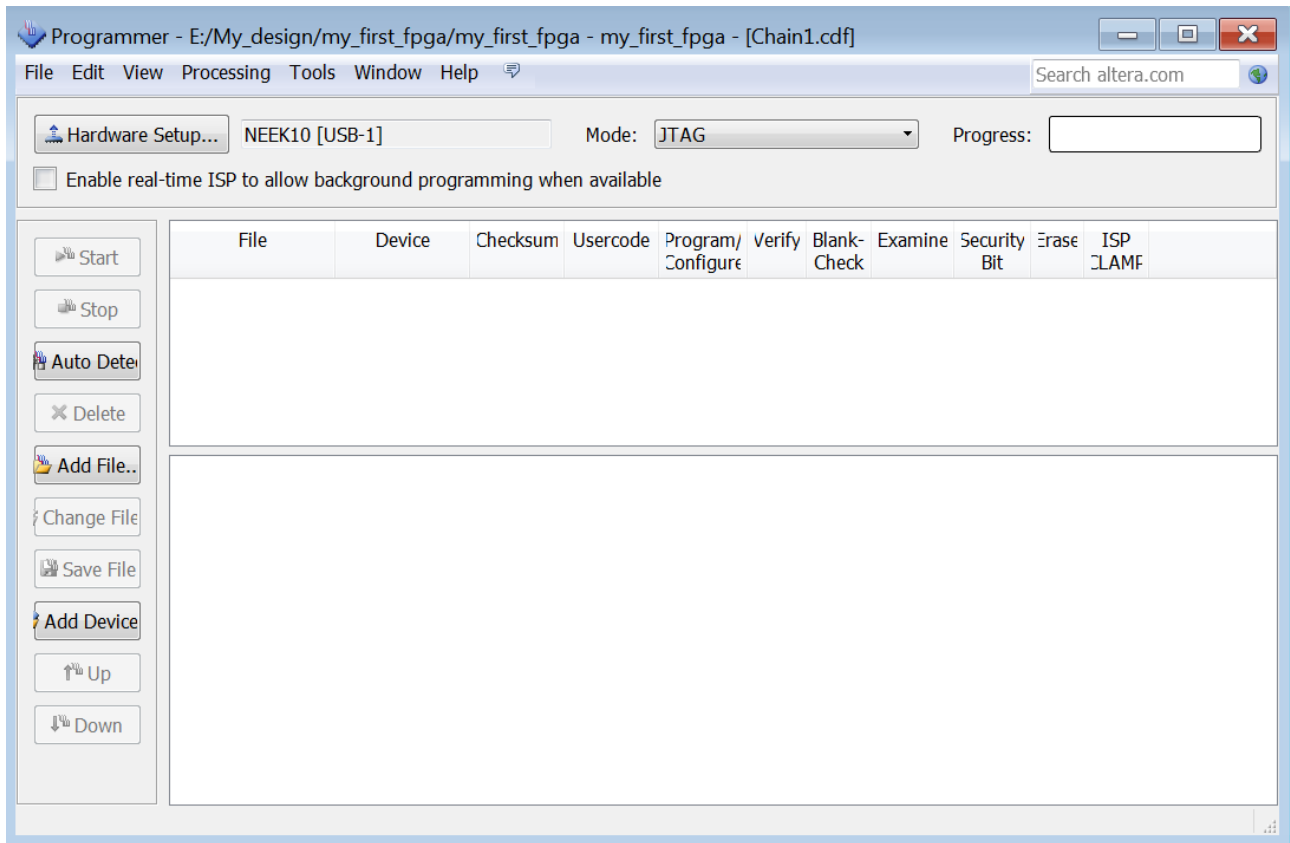 Programmer - E:/My_design/my_first_fpga/my_first_fpga - my_first_fpga - [Chain1.cdf]
File Edit View Processing Tools Window Help Search altera.com
Hardware Setup... NEEK10 [USB-1] Mode: JTAG Progress:
Enable real-time ISP to allow background programming when available
File Device Checksum Usercode Program/ Verify Blank- Examine Security Erase ISP
Configure Check Bit CLAMP
Start
Stop
Auto Detec
Delete
Add File..
Change File
Save File
Add Device
Up
Down